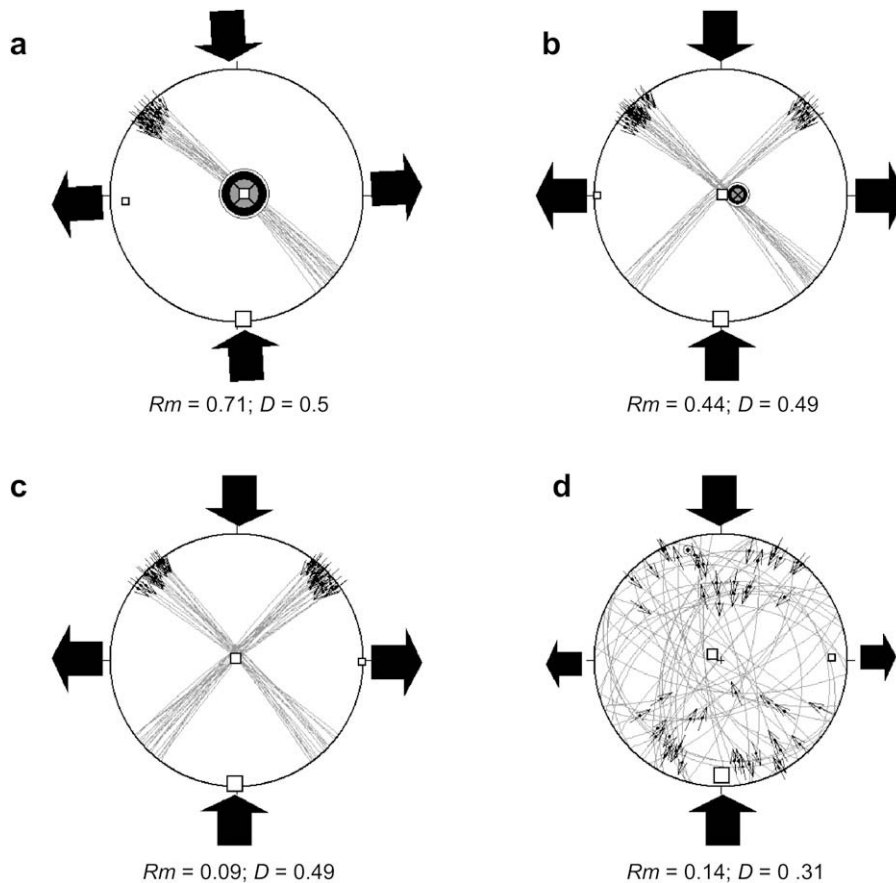 a
b
Rm = 0.71; D = 0.5
Rm = 0.44; D = 0.49
c
d
Rm = 0.09; D = 0.49
Rm = 0.14; D = 0 .31